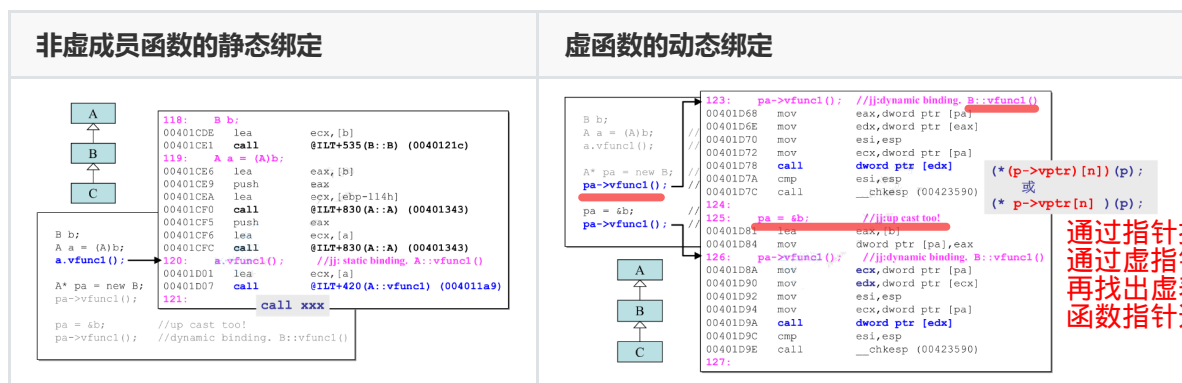 非虚成员函数的静态绑定
虚函数的动态绑定
A
B
C
B b;
A a = (A)b;
a.vfunc1();
A* pa = new B;
pa->vfunc1();
pa = &b; //up cast too!
pa->vfunc1(); //dynamic binding. B::vfunc1()
118: B b;
00401CDE lea ecx,[b]
00401CE1 call @ILT+535(B::B) (0040121c)
119: A a = (A)b;
00401CE6 lea eax,[b]
00401CE9 push eax
00401CEA lea ecx,[ebp-114h]
00401CF0 call @ILT+830(A::A) (00401343)
00401CF5 push eax
00401CF6 lea ecx,[a]
00401CFC call @ILT+830(A::A) (00401343)
120: a.vfunc1(); //jj: static binding. A::vfunc1()
00401D01 lea ecx,[a]
00401D07 call @ILT+420(A::vfunc1) (004011a9)
121:
call xxx
B b;
A a = (A)b; //
a.vfunc1(); //
A* pa = new B; //
pa->vfunc1(); //
pa = &b; //
pa->vfunc1(); //
A
B
C
123: pa->vfunc1(); //jj:dynamic binding. B::vfunc1()
00401D68 mov eax,dword ptr [pa]
00401D6E mov edx,dword ptr [eax]
00401D70 mov esi,esp
00401D72 mov ecx,dword ptr [pa]
00401D78 call dword ptr [edx]
00401D7A cmp esi,esp
00401D7C call __chkesp (00423590)
124:
125: pa = &b; //jj:up cast too!
00401D81 lea eax,[b]
00401D84 mov dword ptr [pa],eax
126: pa->vfunc1(); //jj:dynamic binding. B::vfunc1()
00401D8A mov ecx,dword ptr [pa]
00401D90 mov edx,dword ptr [ecx]
00401D92 mov esi,esp
00401D94 mov ecx,dword ptr [pa]
00401D9A call dword ptr [edx]
00401D9C cmp esi,esp
00401D9E call __chkesp (00423590)
127:
(*(p->vptr)[n])(p);
或
(* p->vptr[n] )(p);
通过指针
通过虚指
再找出虚
函数指针